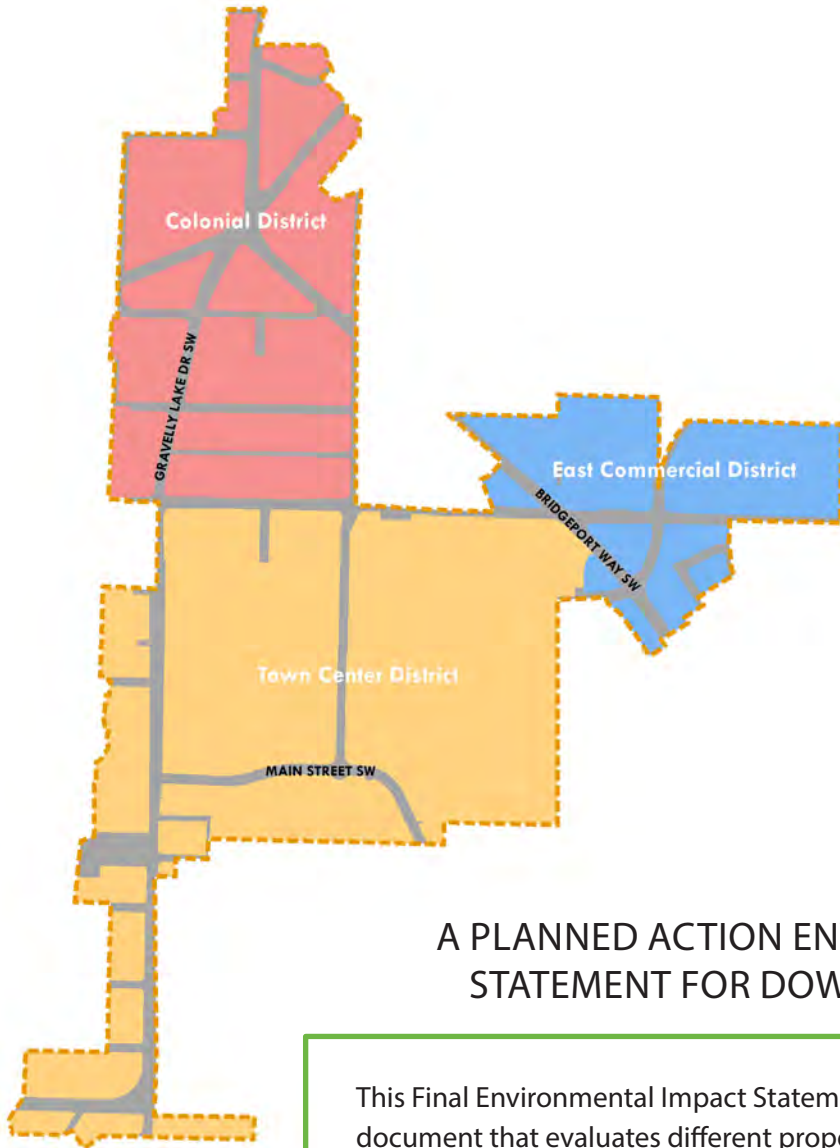 Colonial District
GRAVELLY LAKE DR SW
East Commercial District
BRIDGEPORT WAY SW
Town Center District
MAIN STREET SW
A PLANNED ACTION EN
STATEMENT FOR DOW
This Final Environmental Impact Statem
document that evaluates different prop